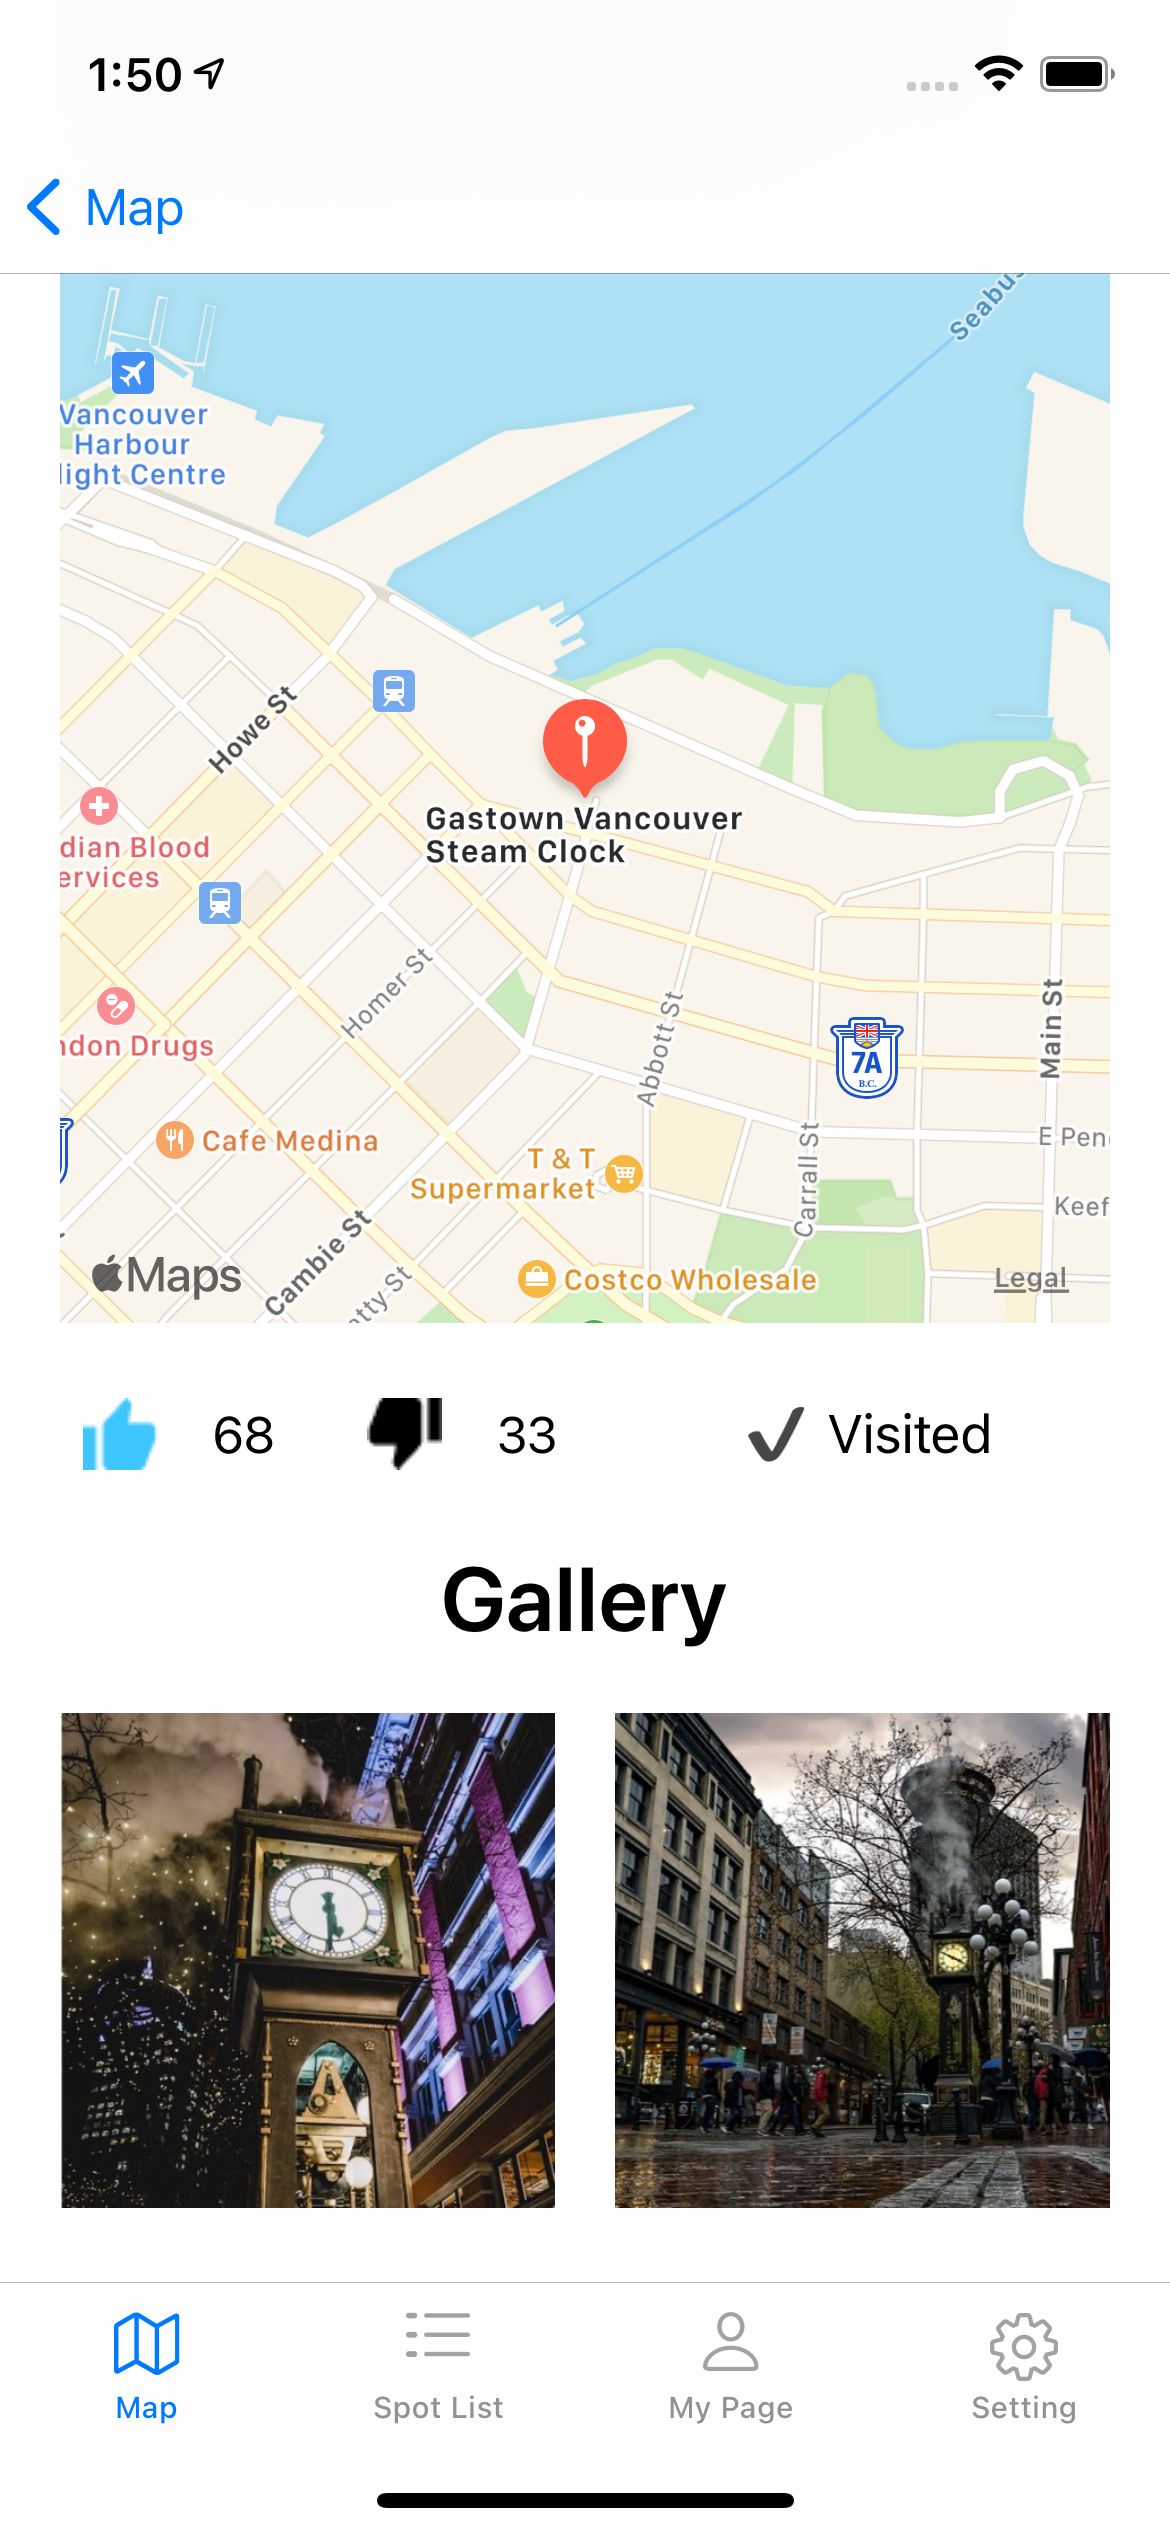 1:50
Map
Seabus
Vancouver
Harbour
light Centre
Howe St
Gastown Vancouver
Steam Clock
dian Blood
ervices
Homer St
ndon Drugs
Abbott St
7A
B.C.
Main St
Cafe Medina
T & T
Supermarket
Carrall St
E Pen
Keef
Cambie St
etty St
Maps
Costco Wholesale
Legal
68
33
Visited
Gallery
Map
Spot List
My Page
Setting